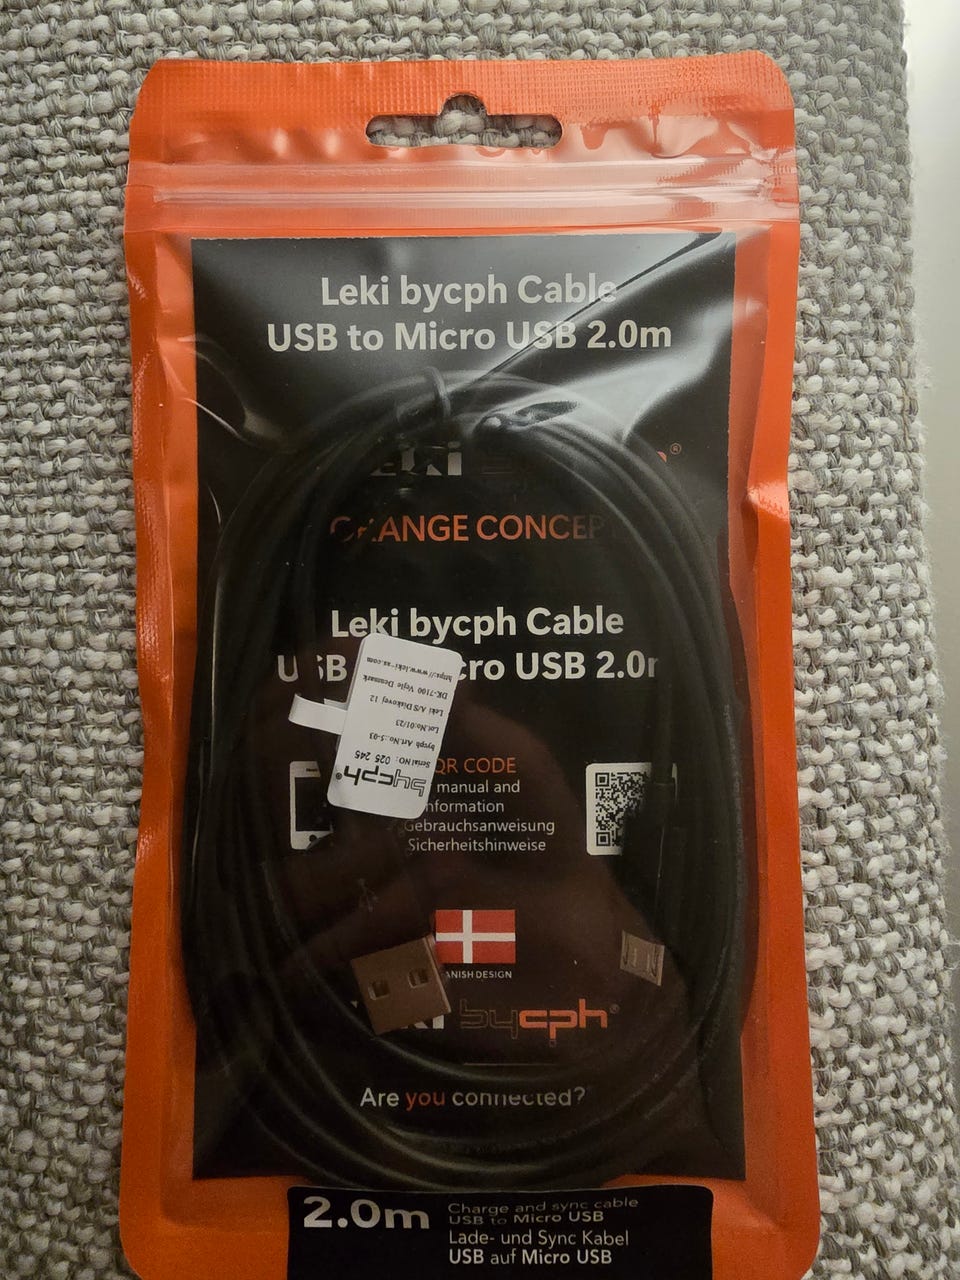 Leki bycph Cable
USB to Micro USB 2.0m
ORANGE CONCEP
Leki bycph Cable
USB cro USB 2.0m
https://www.leki-as.com
DK-7100 Vejle Denmark
Leki A/S Diskovej 12
Lot.No:01/23
bycph Art.No.:5-03
Serial NO: 025 245
bycph®
QR CODE
manual and
information
Gebrauchsanweisung
Sicherheitshinweise
DANISH DESIGN
Leki bycph®
Are you connected?
2.0m
Charge and sync cable
USB to Micro USB
Lade- und Sync Kabel
USB auf Micro USB